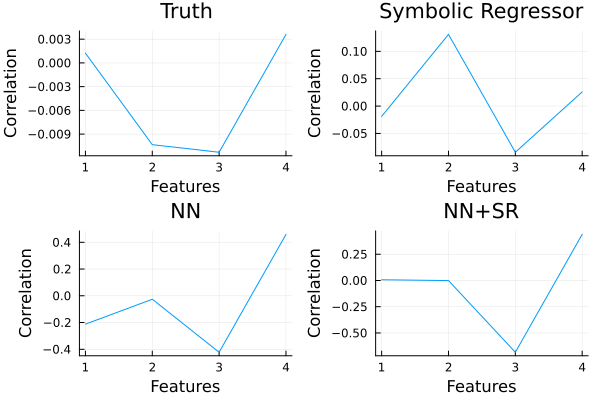 Truth
Correlation
0.003
0.000
−0.003
−0.006
−0.009
1 2 3 4
Features
Symbolic Regressor
Correlation
0.10
0.05
0.00
−0.05
1 2 3 4
Features
NN
Correlation
0.4
0.2
0.0
−0.2
−0.4
1 2 3 4
Features
NN+SR
Correlation
0.25
0.00
−0.25
−0.50
1 2 3 4
Features